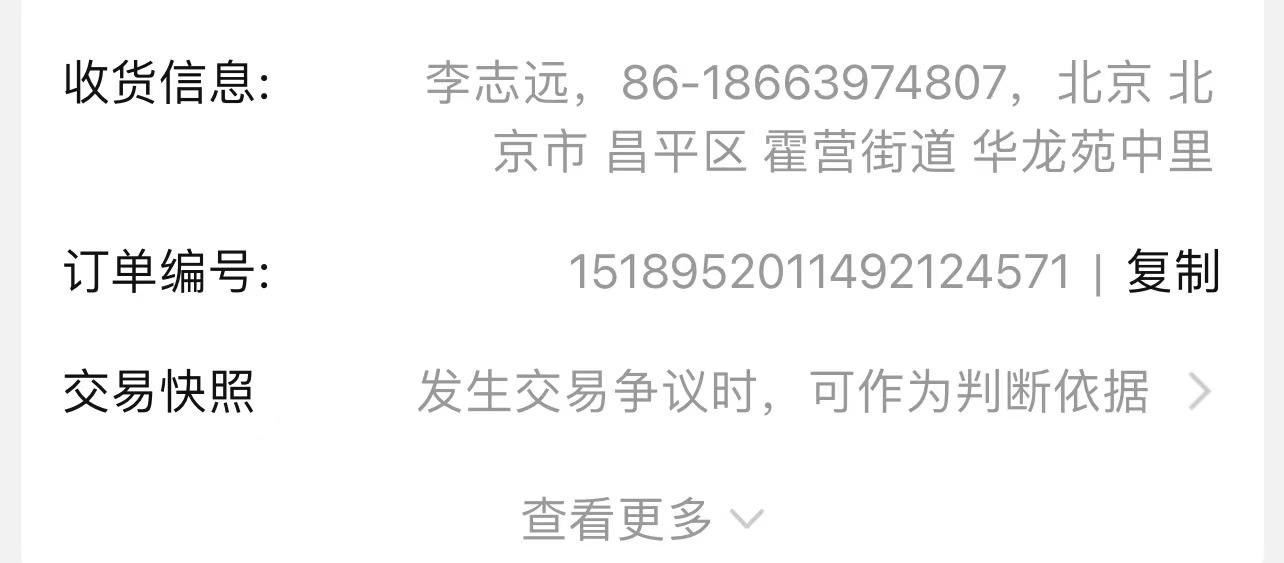 收货信息: 李志远，86-18663974807，北京 北
京市 昌平区 霍营街道 华龙苑中里
订单编号: 1518952011492124571 | 复制
交易快照 发生交易争议时，可作为判断依据
查看更多